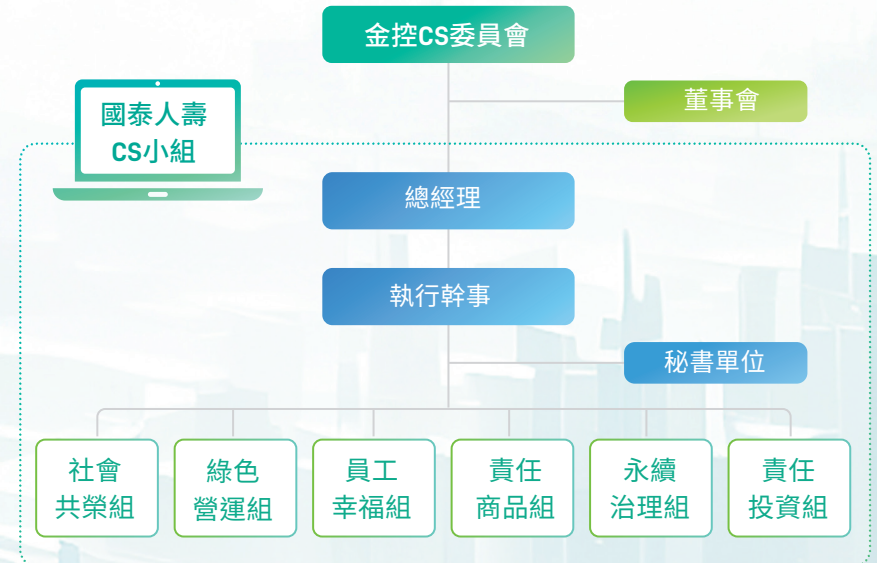 金控CS委員會
董事會
國泰人壽
CS小組
總經理
執行幹事
秘書單位
社會
共榮組
綠色
營運組
員工
幸福組
責任
商品組
永續
治理組
責任
投資組